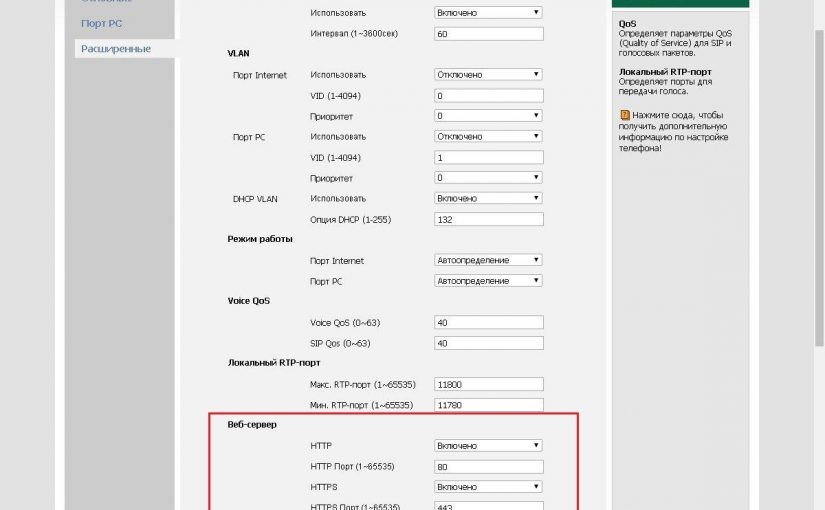 Порт PC
Расширенные
Использовать Включено
Интервал (1~3600сек) 60
VLAN
Порт Internet Использовать Отключено
VID (1-4094) 0
Приоритет 0
Порт PC Использовать Отключено
VID (1-4094) 1
Приоритет 0
DHCP VLAN Использовать Включено
Опция DHCP (1-255) 132
Режим работы
Порт Internet Автоопределение
Порт PC Автоопределение
Voice QoS
Voice QoS (0~63) 40
SIP Qos (0~63) 40
Локальный RTP-порт
Макс. RTP-порт (1~65535) 11800
Мин. RTP-порт (1~65535) 11780
Веб-сервер
HTTP Включено
HTTP Порт (1~65535) 80
HTTPS Включено
HTTPS Порт (1~65535) 443
QoS
Определяет параметры QoS
(Quality of Service) для SIP и
голосовых пакетов.
Локальный RTP-порт
Определяет порты для
передачи голоса.
Нажмите сюда, чтобы
получить дополнительную
информацию по настройке
телефона!